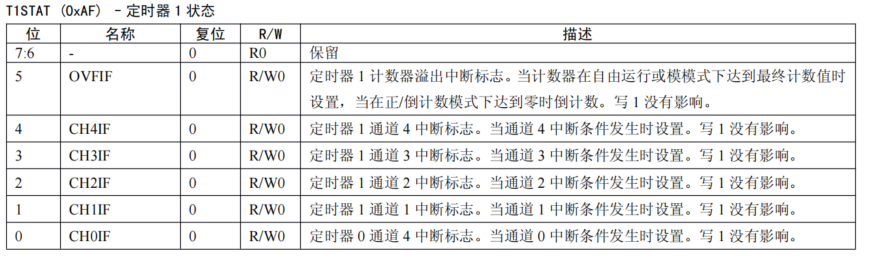 T1STAT (0xAF) - 定时器 1 状态
位 名称 复位 R/W 描述
7:6 - 0 R0 保留
5 OVFIF 0 R/W0 定时器 1 计数器溢出中断标志。当计数器在自由运行或模模式下达到最终计数值时
设置，当在正/倒计数模式下达到零时倒计数。写 1 没有影响。
4 CH4IF 0 R/W0 定时器 1 通道 4 中断标志。当通道 4 中断条件发生时设置。写 1 没有影响。
3 CH3IF 0 R/W0 定时器 1 通道 3 中断标志。当通道 3 中断条件发生时设置。写 1 没有影响。
2 CH2IF 0 R/W0 定时器 1 通道 2 中断标志。当通道 2 中断条件发生时设置。写 1 没有影响。
1 CH1IF 0 R/W0 定时器 1 通道 1 中断标志。当通道 1 中断条件发生时设置。写 1 没有影响。
0 CH0IF 0 R/W0 定时器 0 通道 4 中断标志。当通道 0 中断条件发生时设置。写 1 没有影响。